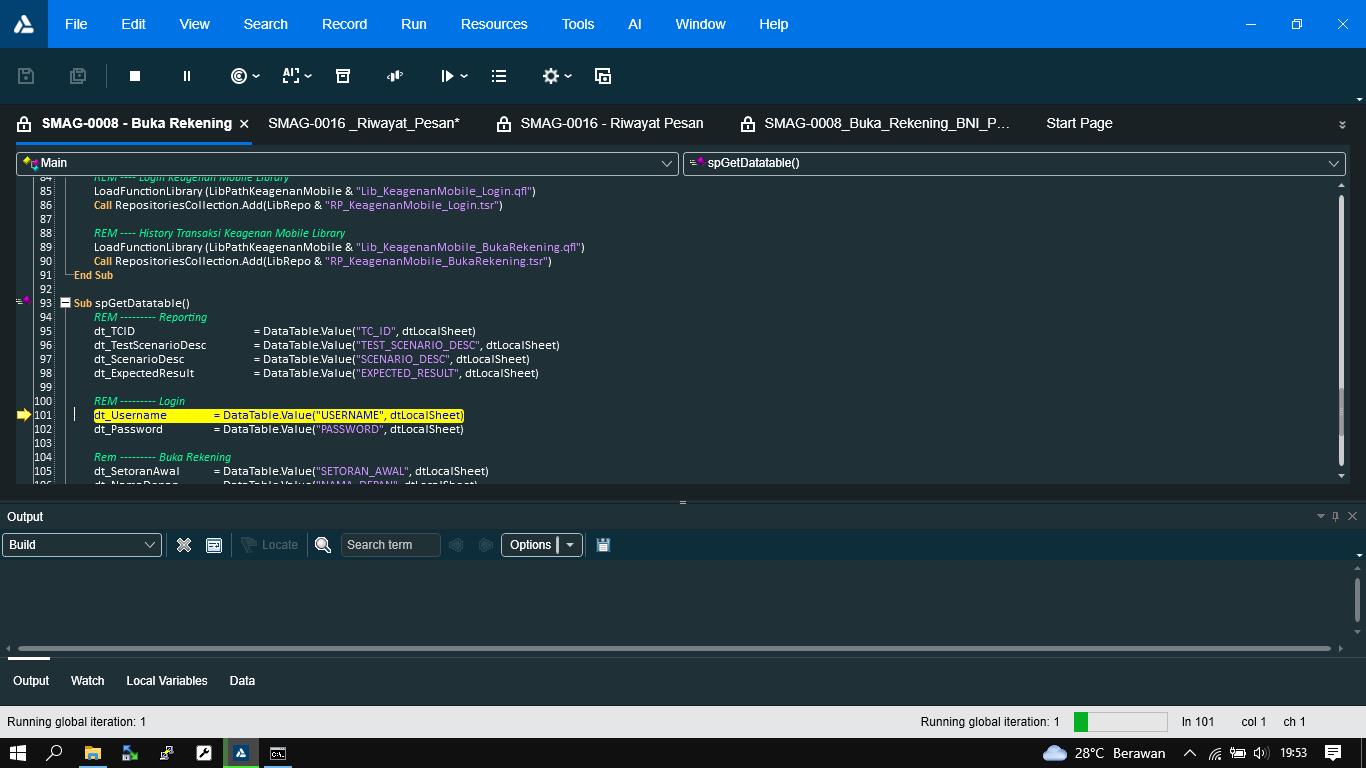 File Edit View Search Record Run Resources Tools AI Window Help
SMAG-0008 - Buka Rekening SMAG-0016 _Riwayat_Pesan* SMAG-0016 - Riwayat Pesan SMAG-0008_Buka_Rekening_BNI_P... Start Page
Main spGetDatatable()
84 REM ---- Login Keagenan Mobile Library
85 LoadFunctionLibrary (LibPathKeagenanMobile & "Lib_KeagenanMobile_Login.qfl")
86 Call RepositoriesCollection.Add(LibRepo & "RP_KeagenanMobile_Login.tsr")
87
88 REM ---- History Transaksi Keagenan Mobile Library
89 LoadFunctionLibrary (LibPathKeagenanMobile & "Lib_KeagenanMobile_BukaRekening.qfl")
90 Call RepositoriesCollection.Add(LibRepo & "RP_KeagenanMobile_BukaRekening.tsr")
91 End Sub
92
93 Sub spGetDatatable()
94 REM --------- Reporting
95 dt_TCID = DataTable.Value("TC_ID", dtLocalSheet)
96 dt_TestScenarioDesc = DataTable.Value("TEST_SCENARIO_DESC", dtLocalSheet)
97 dt_ScenarioDesc = DataTable.Value("SCENARIO_DESC", dtLocalSheet)
98 dt_ExpectedResult = DataTable.Value("EXPECTED_RESULT", dtLocalSheet)
99
100 REM --------- Login
101 dt_Username = DataTable.Value("USERNAME", dtLocalSheet)
102 dt_Password = DataTable.Value("PASSWORD", dtLocalSheet)
103
104 Rem --------- Buka Rekening
105 dt_SetoranAwal = DataTable.Value("SETORAN_AWAL", dtLocalSheet)
106 dt_NamaDepan = DataTable.Value("NAMA_DEPAN", dtLocalSheet)
Output
Build Locate Search term Options
Output Watch Local Variables Data
Running global iteration: 1 Running global iteration: 1 ln 101 col 1 ch 1
28°C Berawan 19:53